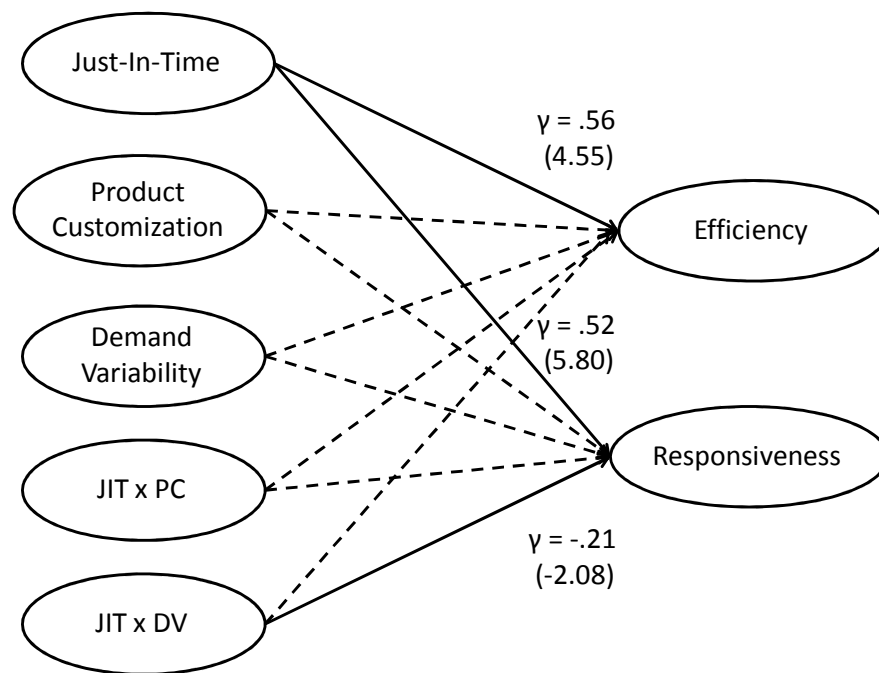 Just-In-Time
γ = .56
(4.55)
Product
Customization
Efficiency
Demand
Variability
γ = .52
(5.80)
JIT x PC
Responsiveness
γ = -.21
(-2.08)
JIT x DV